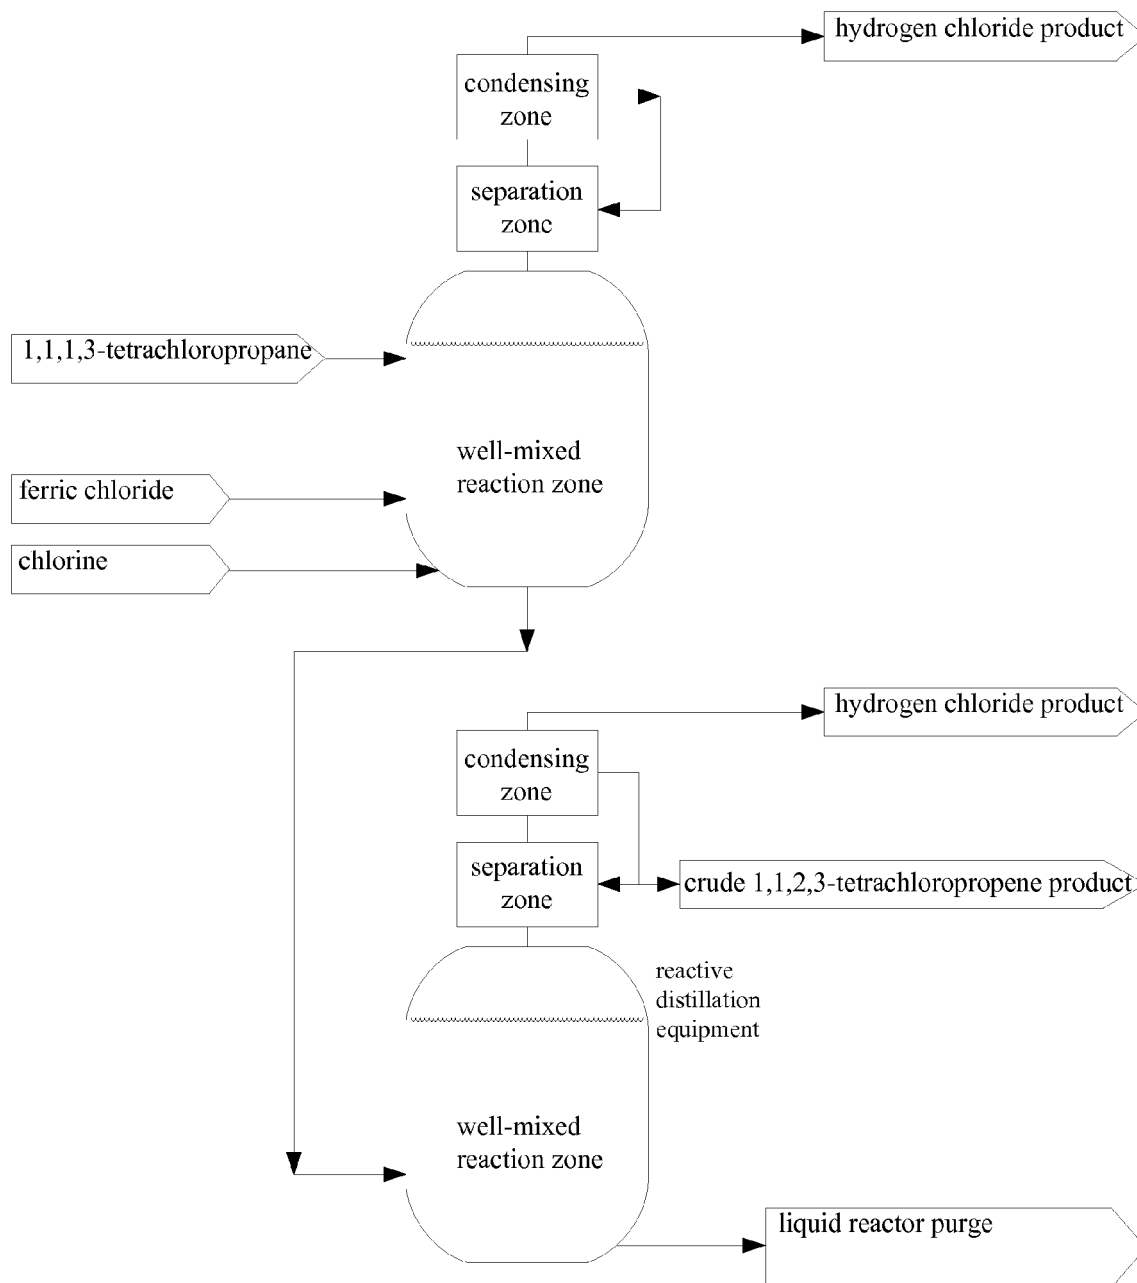 hydrogen chloride product
condensing
zone
separation
zone
1,1,1,3-tetrachloropropane
well-mixed
reaction zone
ferric chloride
chlorine
hydrogen chloride product
condensing
zone
separation
zone
crude 1,1,2,3-tetrachloropropene product
reactive
distillation
equipment
well-mixed
reaction zone
liquid reactor purge